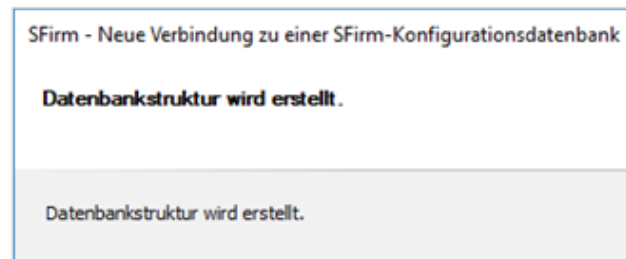 SFirm - Neue Verbindung zu einer SFirm-Konfigurationsdatenbank
Datenbankstruktur wird erstellt.
Datenbankstruktur wird erstellt.